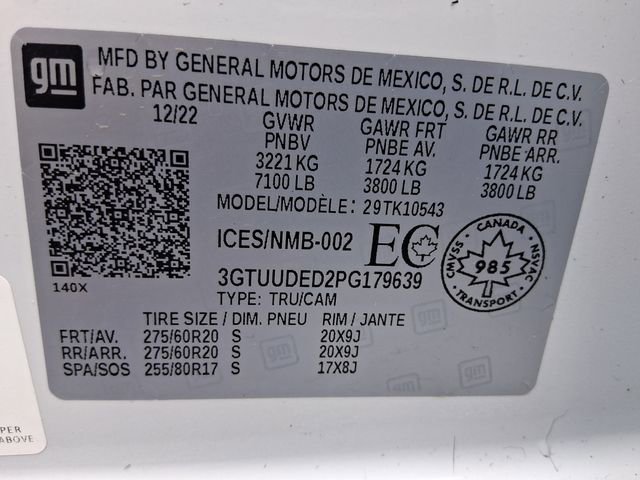 gm
MFD BY GENERAL MOTORS DE MEXICO, S. DE R.L. DE C.V.
FAB. PAR GENERAL MOTORS DE MEXICO, S. DE R.L. DE C.V.
12/22 GVWR GAWR FRT GAWR RR
PNBV PNBE AV. PNBE ARR.
3221 KG 1724 KG 1724 KG
7100 LB 3800 LB 3800 LB
MODEL/MODÈLE: 29TK10543
ICES/NMB-002 EC
CANADA
NSVAC 985 SVMAC
TRANSPORT
3GTUUDED2PG179639
140X
TYPE: TRU/CAM
TIRE SIZE / DIM. PNEU RIM / JANTE
FRT/AV. 275/60R20 S 20X9J
RR/ARR. 275/60R20 S 20X9J
SPA/SOS 255/80R17 S 17X8J
PER
ABOVE